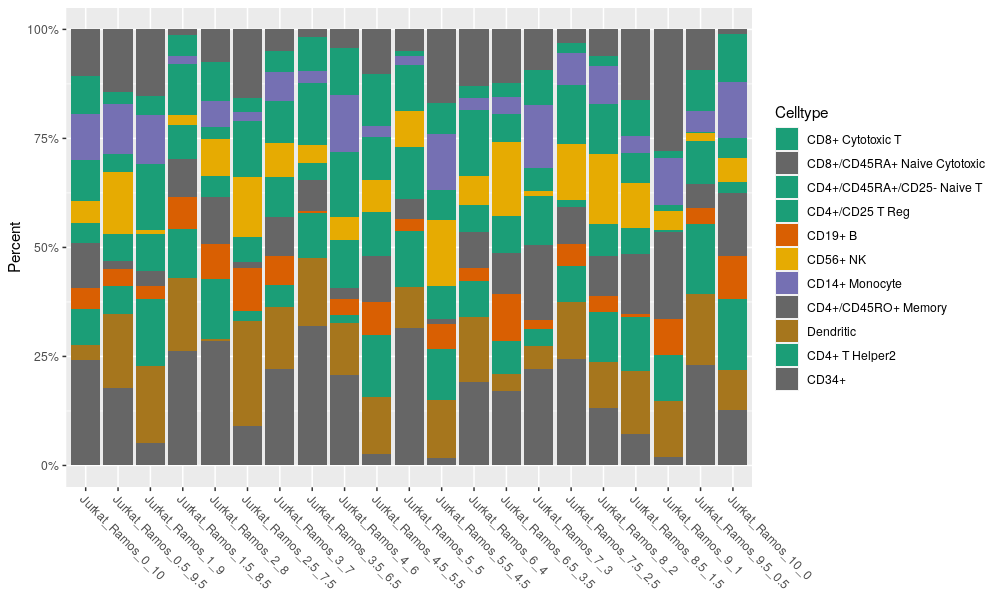 100%
75%
50%
25%
0%
Percent
Jurkat_Ramos_0_10
Jurkat_Ramos_0.5_9.5
Jurkat_Ramos_1_9
Jurkat_Ramos_1.5_8.5
Jurkat_Ramos_2_8
Jurkat_Ramos_2.5_7.5
Jurkat_Ramos_3_7
Jurkat_Ramos_3.5_6.5
Jurkat_Ramos_4_6
Jurkat_Ramos_4.5_5.5
Jurkat_Ramos_5_5
Jurkat_Ramos_5.5_4.5
Jurkat_Ramos_6_4
Jurkat_Ramos_6.5_3.5
Jurkat_Ramos_7_3
Jurkat_Ramos_7.5_2.5
Jurkat_Ramos_8_2
Jurkat_Ramos_8.5_1.5
Jurkat_Ramos_9_1
Jurkat_Ramos_9.5_0.5
Jurkat_Ramos_10_0
Celltype
CD8+ Cytotoxic T
CD8+/CD45RA+ Naive Cytotoxic
CD4+/CD45RA+/CD25- Naive T
CD4+/CD25 T Reg
CD19+ B
CD56+ NK
CD14+ Monocyte
CD4+/CD45RO+ Memory
Dendritic
CD4+ T Helper2
CD34+